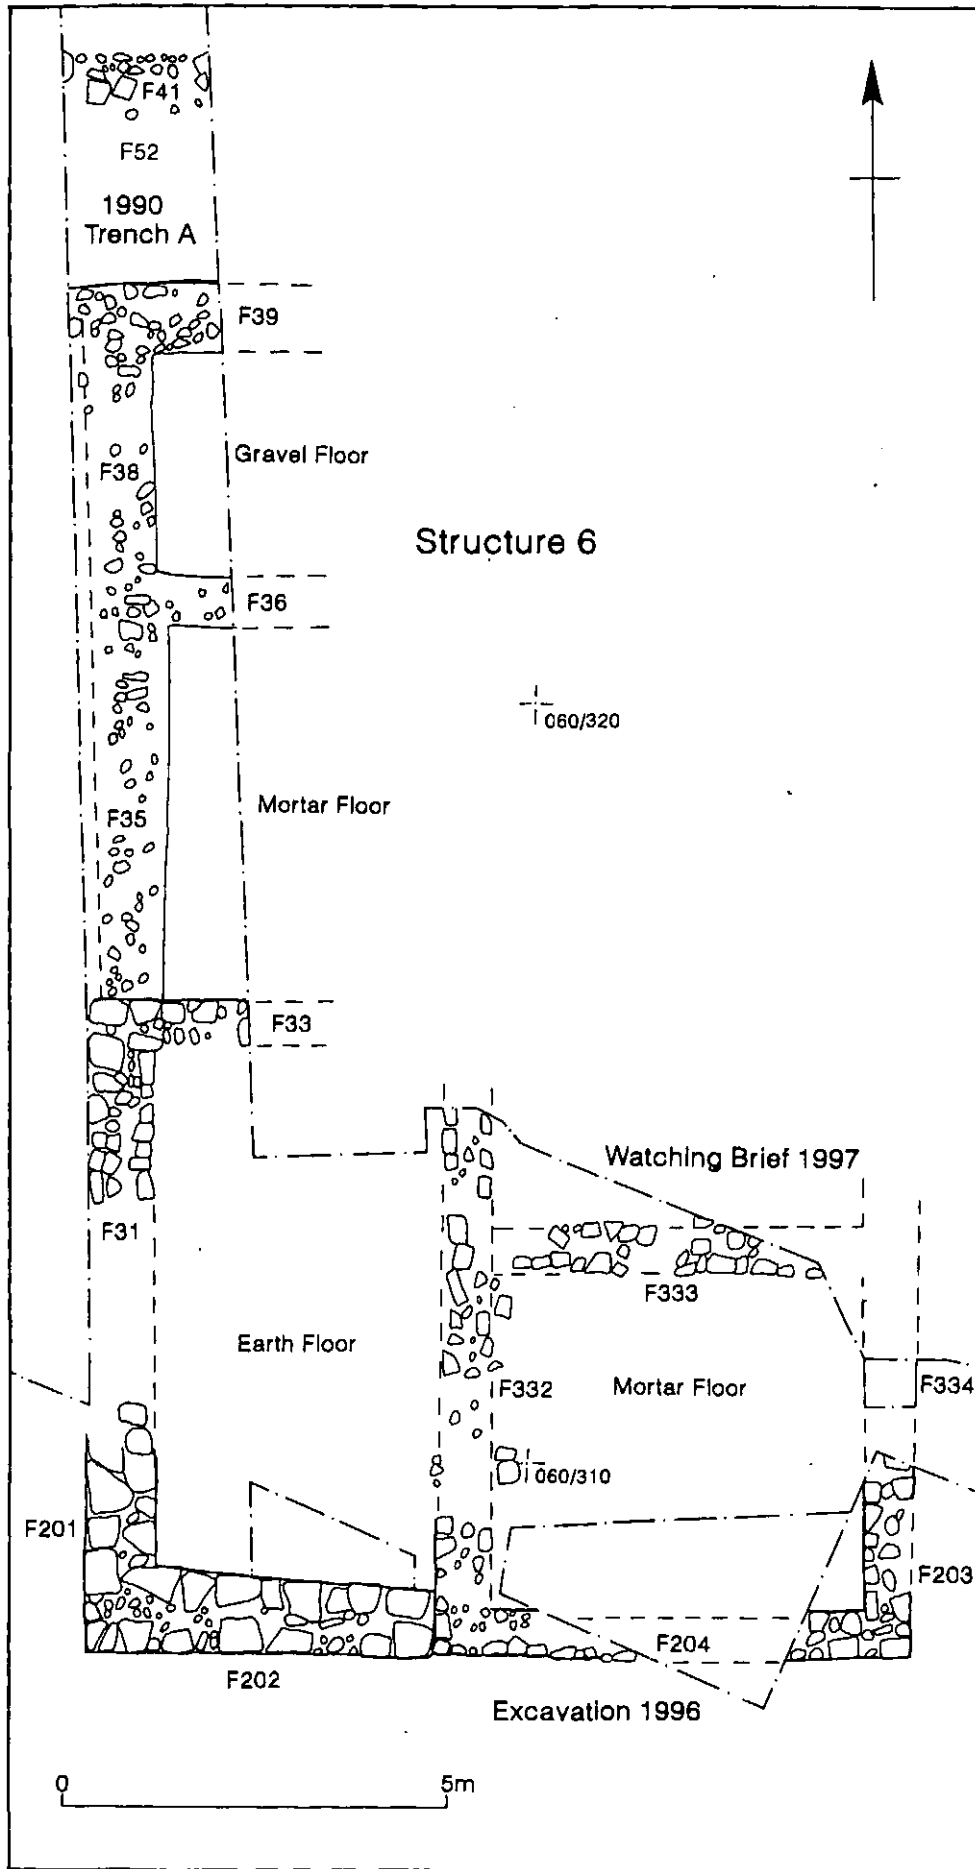 F41
F52
1990
Trench A
F39
Gravel Floor
F38
Structure 6
F36
060/320
Mortar Floor
F35
F33
Watching Brief 1997
F31
F333
Earth Floor
F332
Mortar Floor
F334
060/310
F201
F203
F204
F202
Excavation 1996
0
5m